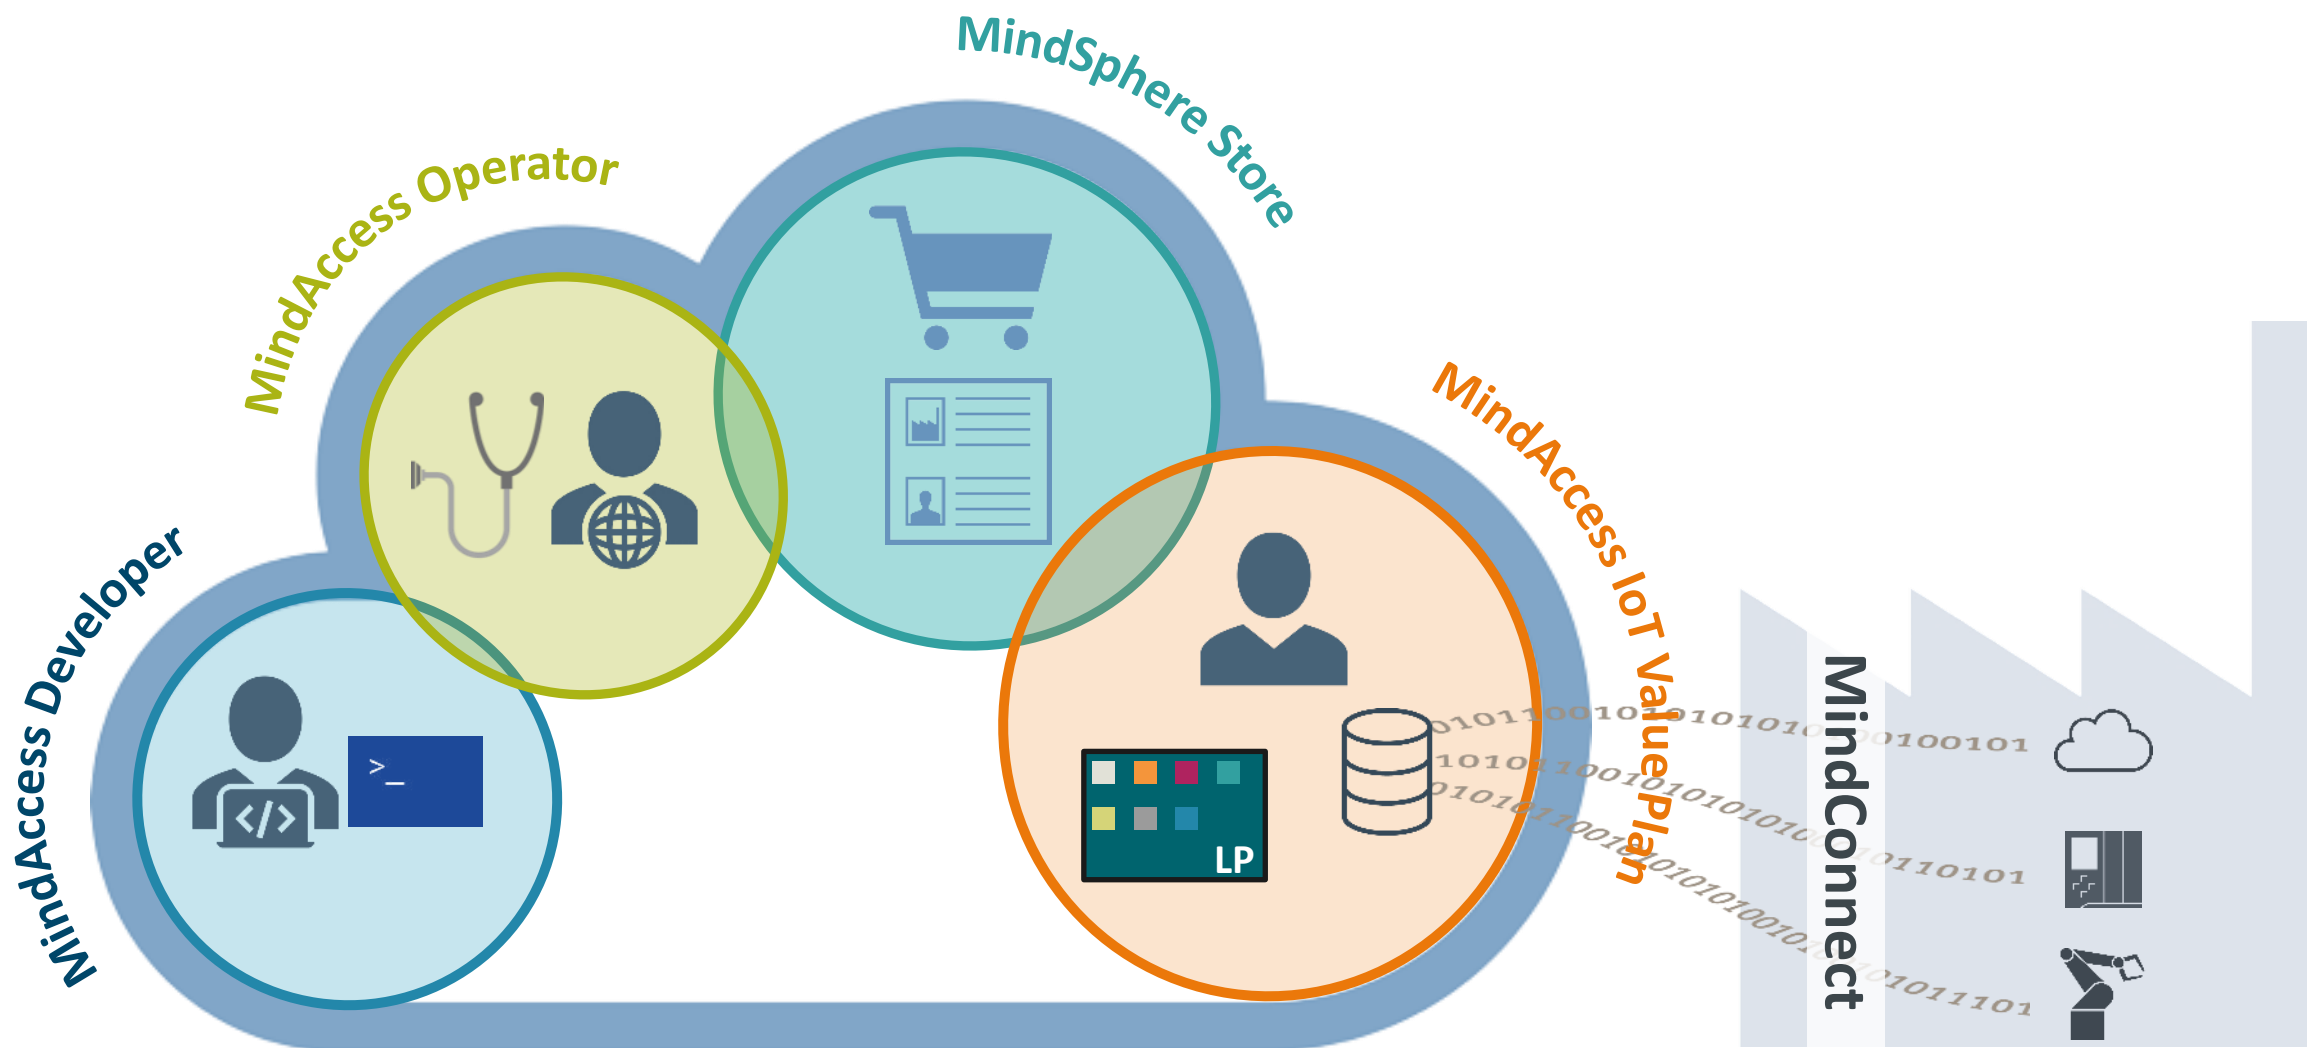 MindSphere Store
MindAccess Operator
MindAccess Developer
MindAccess IoT Value Plan
MindConnect
>_
</>
LP